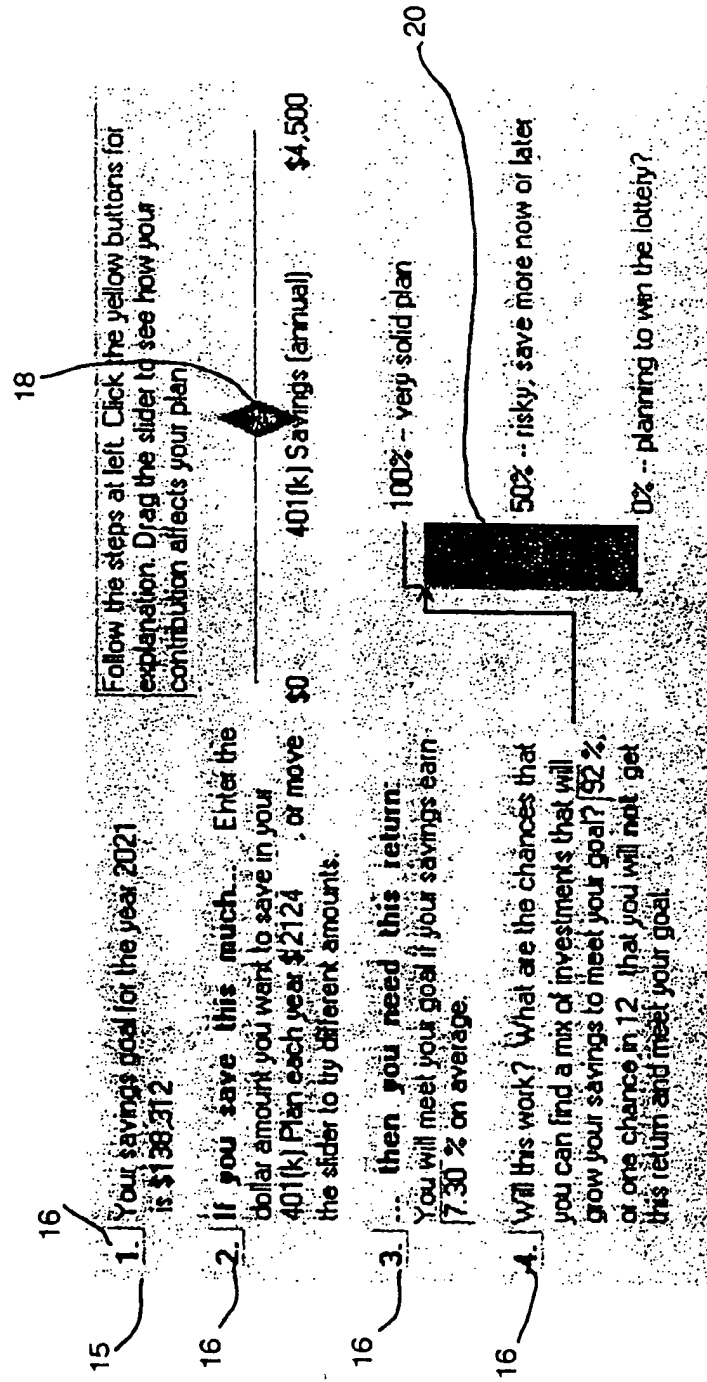 15
16
1. Your savings goal for the year 2021
is $138,312
16
2. If you save this much... Enter the
dollar amount you want to save in your
401(k) Plan each year $2124 , or move
the slider to try different amounts.
16
3. ... then you need this return:
You will meet your goal if your savings earn
7.30 % on average.
16
4. Will this work? What are the chances that
you can find a mix of investments that will
grow your savings to meet your goal? 92 %,
or one chance in 12 that you will not get
this return and meet your goal
18
Follow the steps at left. Click the yellow buttons for
explanation. Drag the slider to see how your
contribution affects your plan.
$0 401(k) Savings (annual) $4,500
100% -- very solid plan
20
50% -- risky, save more now or later
0% -- planning to win the lottery?